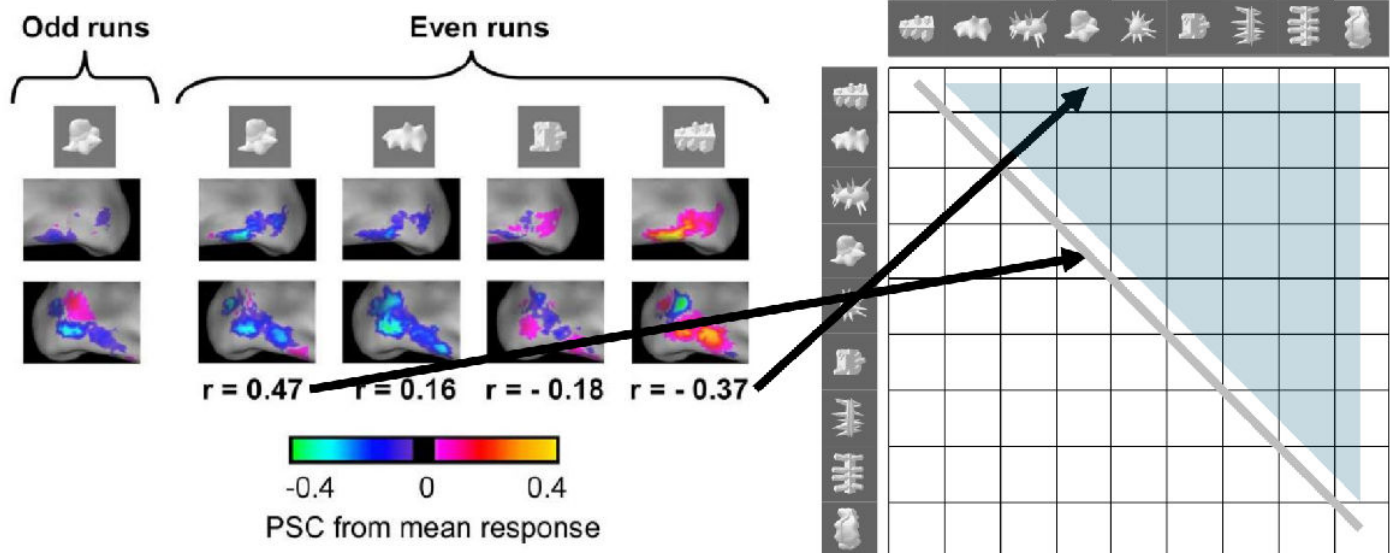 Odd runs
Even runs
r = 0.47
r = 0.16
r = - 0.18
r = - 0.37
-0.4
0
0.4
PSC from mean response